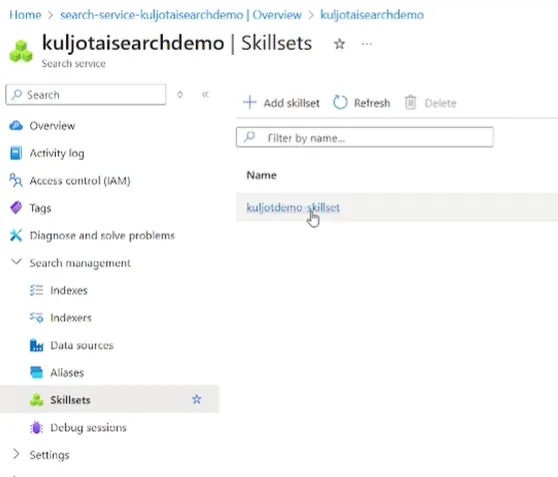 Home > search-service-kuljotaisearchdemo | Overview > kuljotaisearchdemo
kuljotaisearchdemo | Skillsets
Search service
Search
Add skillset Refresh Delete
Overview
Filter by name...
Activity log
Access control (IAM)
Name
Tags
kuljotdemo-skillset
Diagnose and solve problems
Search management
Indexes
Indexers
Data sources
Aliases
Skillsets
Debug sessions
Settings